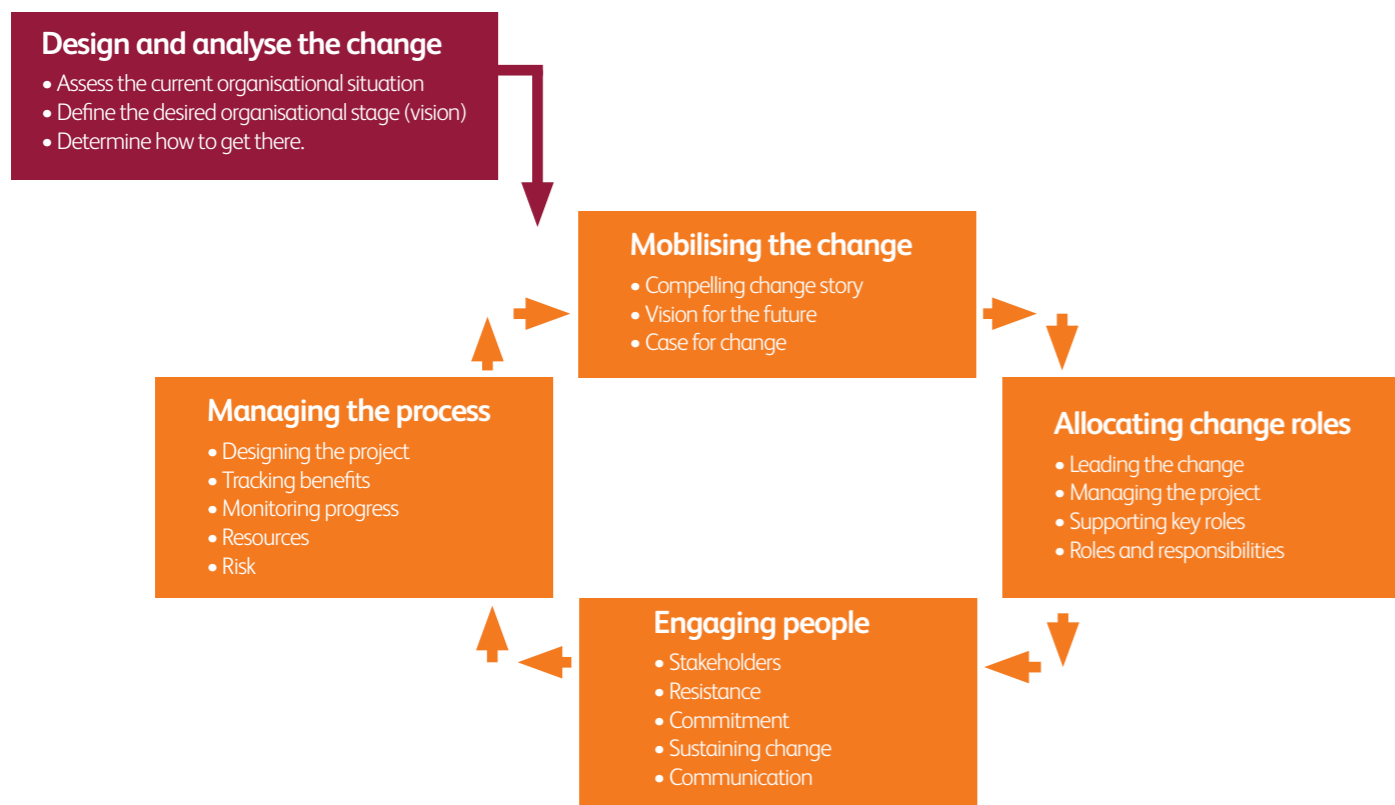 Design and analyse the change
• Assess the current organisational situation
• Define the desired organisational stage (vision)
• Determine how to get there.
Mobilising the change
• Compelling change story
• Vision for the future
• Case for change
Allocating change roles
• Leading the change
• Managing the project
• Supporting key roles
• Roles and responsibilities
Engaging people
• Stakeholders
• Resistance
• Commitment
• Sustaining change
• Communication
Managing the process
• Designing the project
• Tracking benefits
• Monitoring progress
• Resources
• Risk